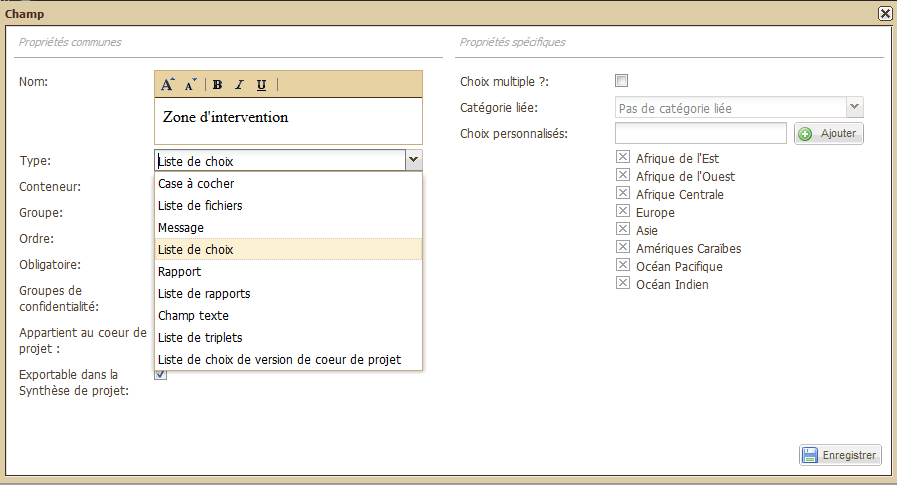 Champ
Propriétés communes
Nom:
A A B I U
Zone d'intervention
Type:
Liste de choix
Case à cocher
Liste de fichiers
Message
Liste de choix
Rapport
Liste de rapports
Champ texte
Liste de triplets
Liste de choix de version de coeur de projet
Conteneur:
Groupe:
Ordre:
Obligatoire:
Groupes de
confidentialité:
Appartient au coeur de
projet :
Exportable dans la
Synthèse de projet:
Propriétés spécifiques
Choix multiple ?:
Catégorie liée:
Pas de catégorie liée
Choix personnalisés:
Ajouter
Afrique de l'Est
Afrique de l'Ouest
Afrique Centrale
Europe
Asie
Amériques Caraïbes
Océan Pacifique
Océan Indien
Enregistrer